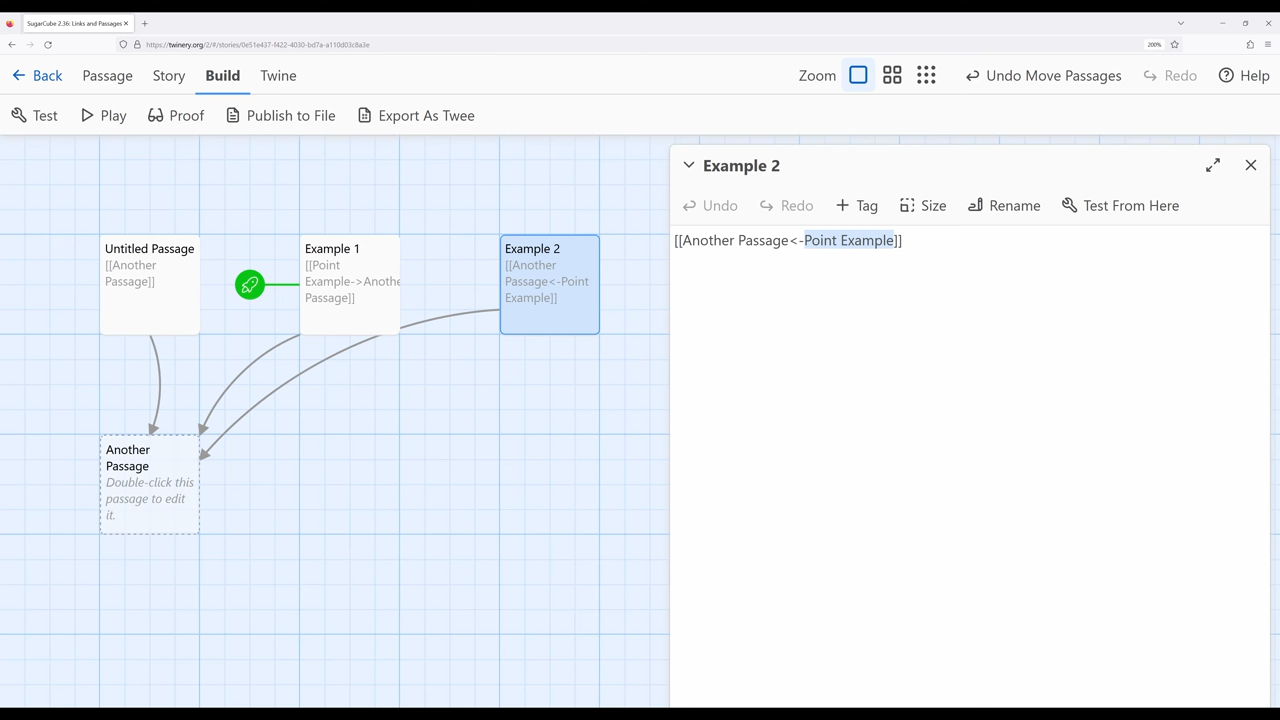 SugarCube 2.36: Links and Passages
https://twinery.org/2/#/stories/0e51e437-f422-4030-bd7a-a110d03c8a3e
200%
Back
Passage
Story
Build
Twine
Zoom
Undo Move Passages
Redo
Help
Test
Play
Proof
Publish to File
Export As Twee
Example 2
Undo
Redo
Tag
Size
Rename
Test From Here
[[Another Passage<-Point Example]]
Untitled Passage
[[Another
Passage]]
Example 1
[[Point
Example->Anothe
Passage]]
Example 2
[[Another
Passage<-Point
Example]]
Another
Passage
Double-click this
passage to edit
it.